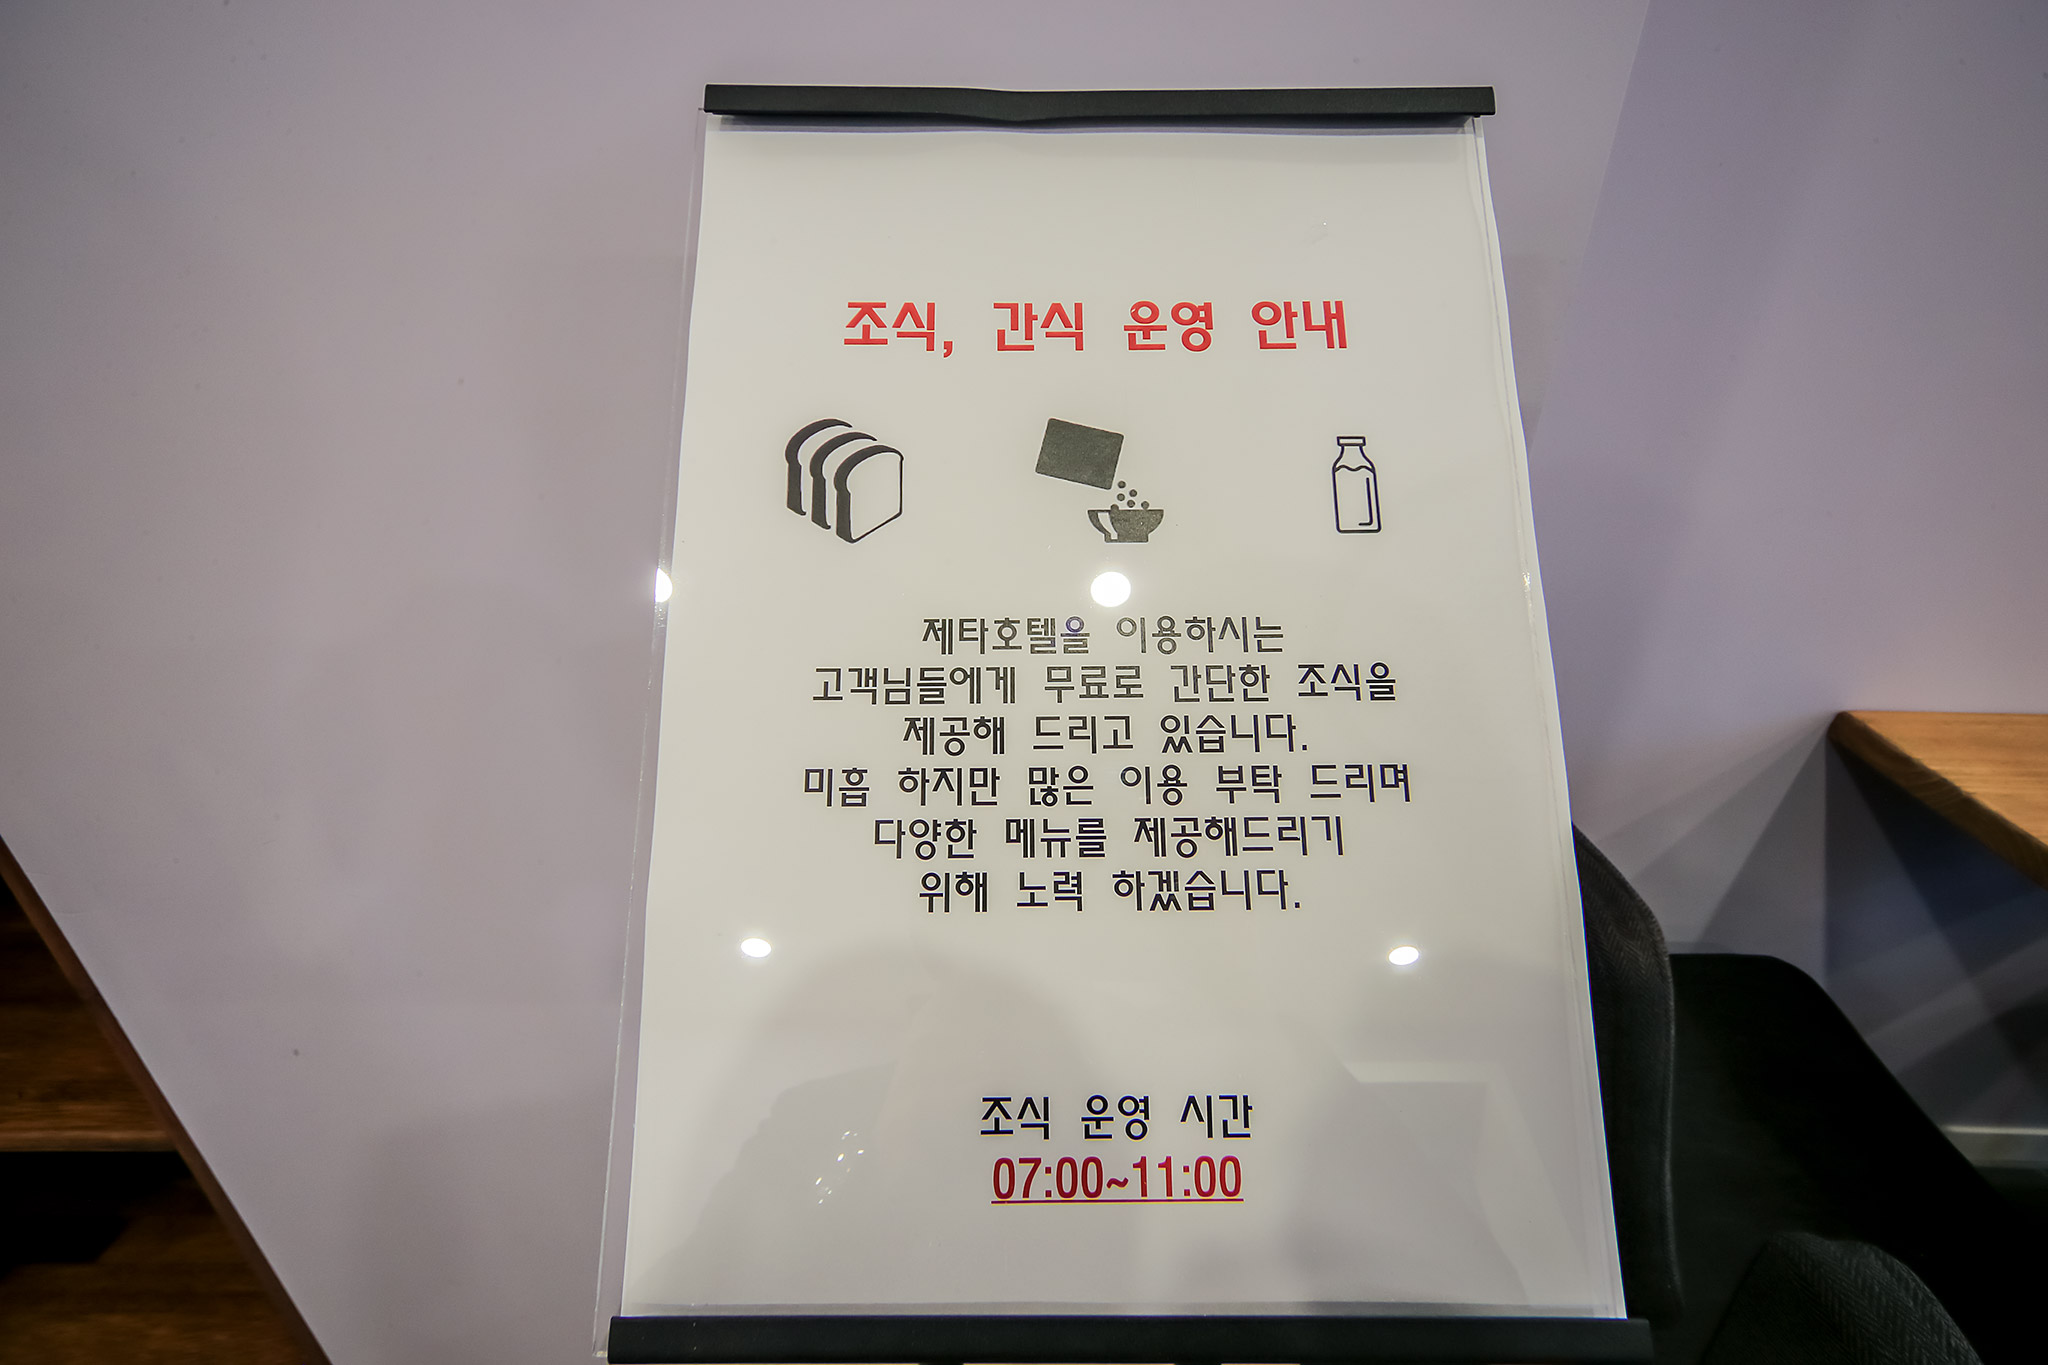 조식, 간식 운영 안내
제타호텔을 이용하시는
고객님들에게 무료로 간단한 조식을
제공해 드리고 있습니다.
미흡 하지만 많은 이용 부탁 드리며
다양한 메뉴를 제공해드리기
위해 노력 하겠습니다.
조식 운영 시간
07:00~11:00